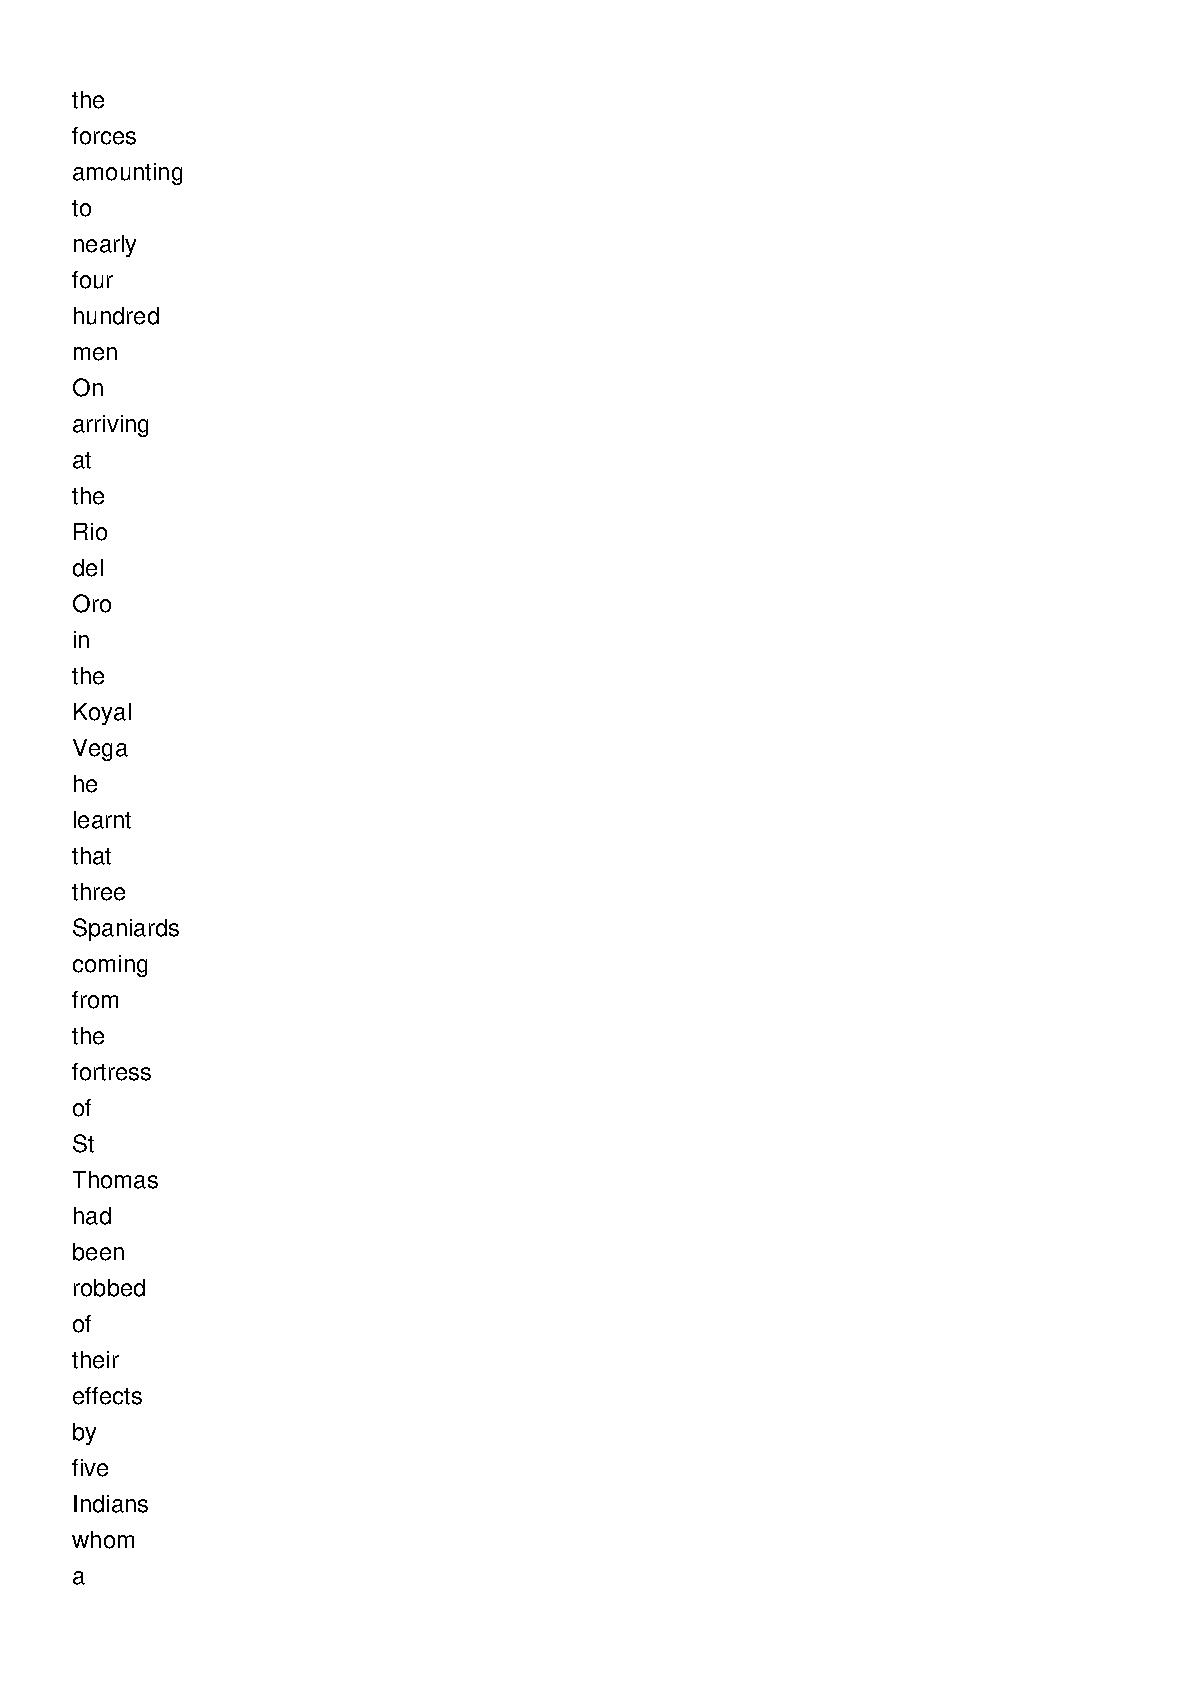 the
forces
amounting
to
nearly
four
hundred
men
On
arriving
at
the
Rio
del
Oro
in
the
Koyal
Vega
he
learnt
that
three
Spaniards
coming
from
the
fortress
of
St
Thomas
had
been
robbed
of
their
effects
by
five
Indians
whom
a